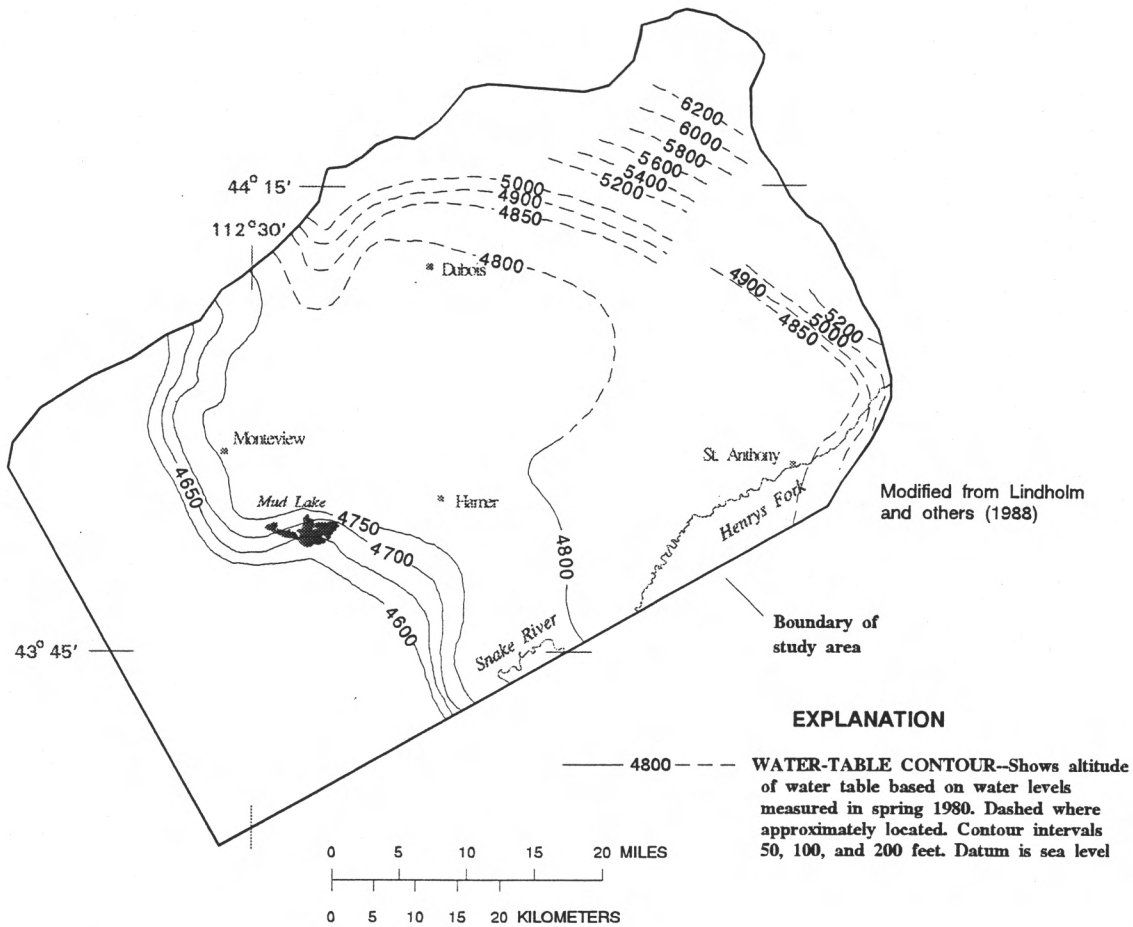 6200
6000
5800
5600
5400
5200
44° 15'
5000
4900
4850
112° 30'
4800
Dubois
4900
4850
5200
5000
Monteview
St. Anthony
4650
Mud Lake
Hamer
Henrys Fork
Modified from Lindholm
and others (1988)
4750
4700
4800
4600
Snake River
Boundary of
study area
43° 45'
EXPLANATION
4800
WATER-TABLE CONTOUR--Shows altitude
of water table based on water levels
measured in spring 1980. Dashed where
approximately located. Contour intervals
50, 100, and 200 feet. Datum is sea level
0 5 10 15 20 MILES
0 5 10 15 20 KILOMETERS